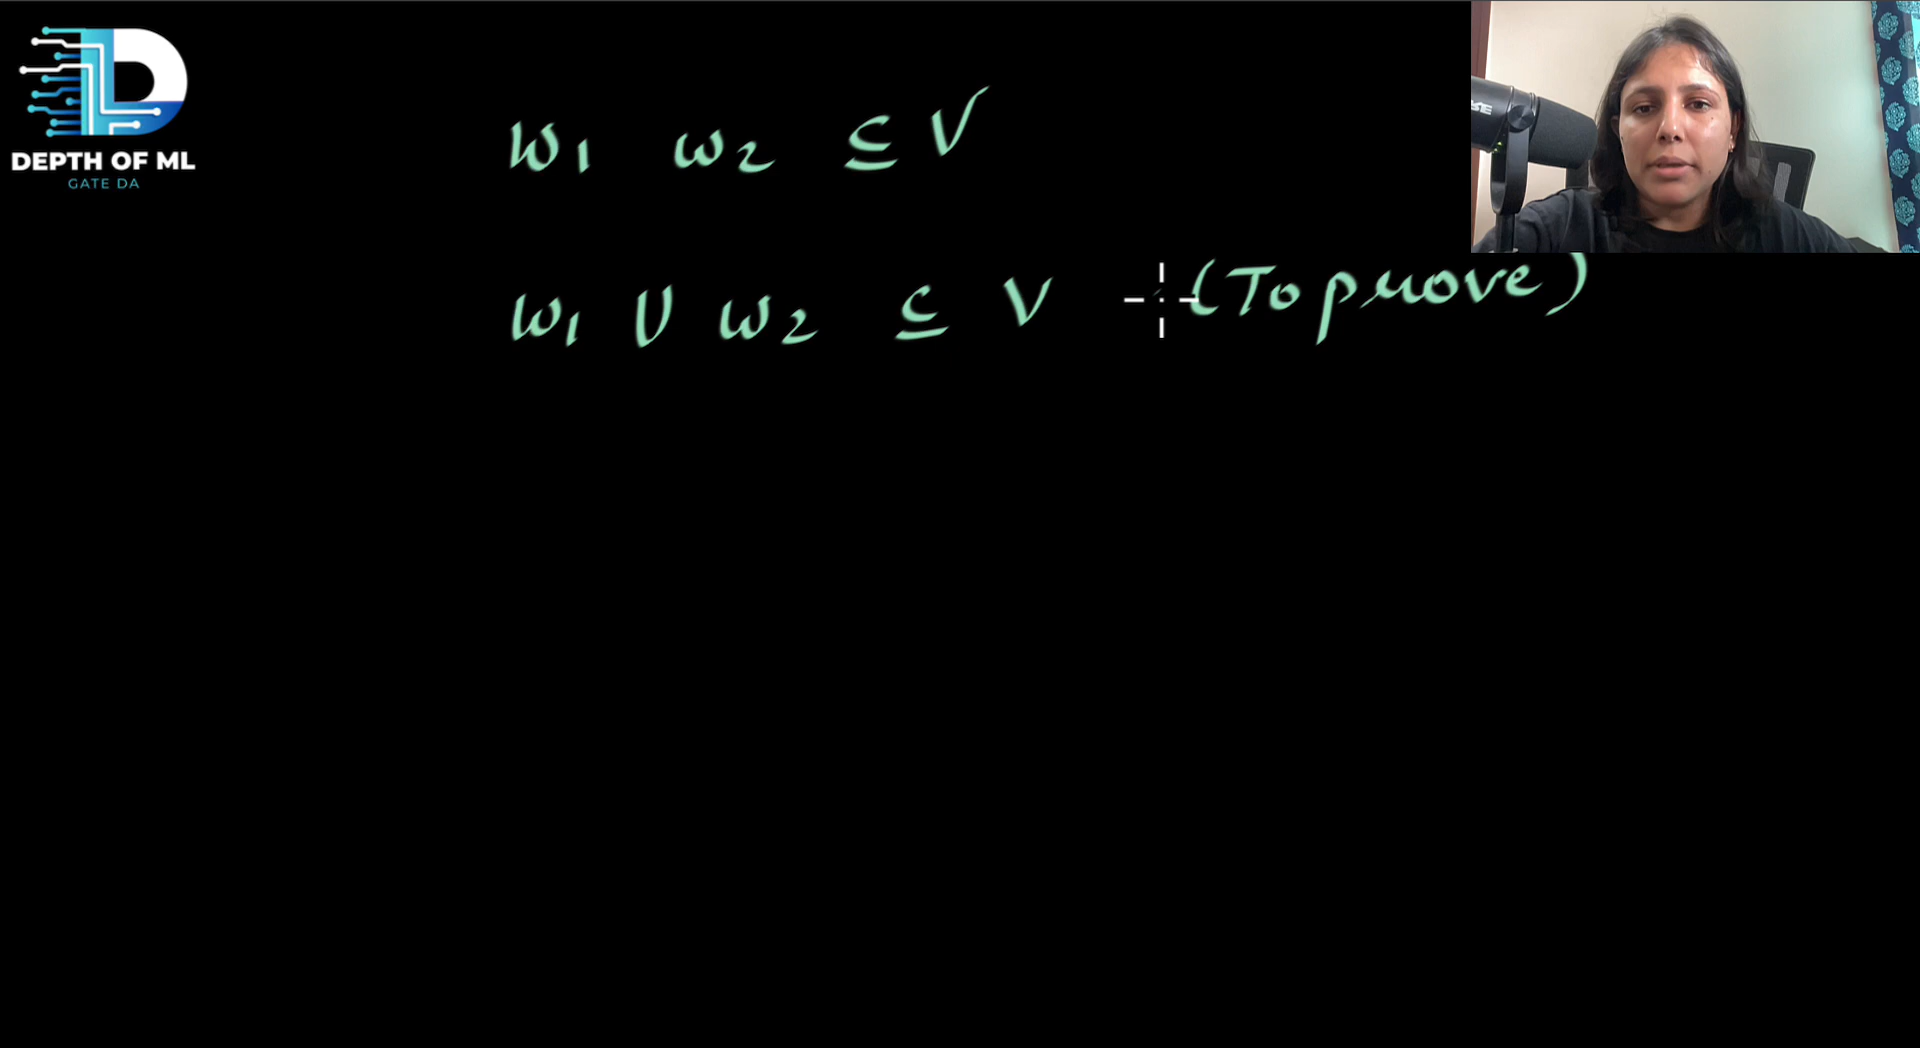 DEPTH OF ML
GATE DA
W1 W2 ⊆ V
W1 U W2 ⊆ V (To prove)